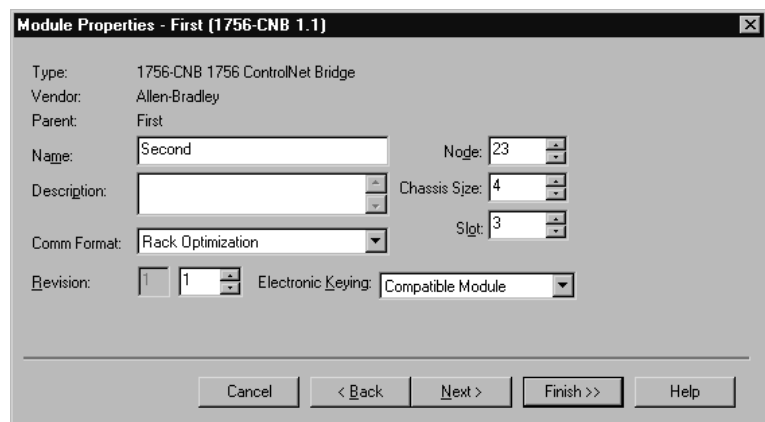 Module Properties - First (1756-CNB 1.1)
Type: 1756-CNB 1756 ControlNet Bridge
Vendor: Allen-Bradley
Parent: First
Name: Second Node: 23
Description: Chassis Size: 4
Slot: 3
Comm Format: Rack Optimization
Revision: 1 1 Electronic Keying: Compatible Module
Cancel < Back Next > Finish >> Help